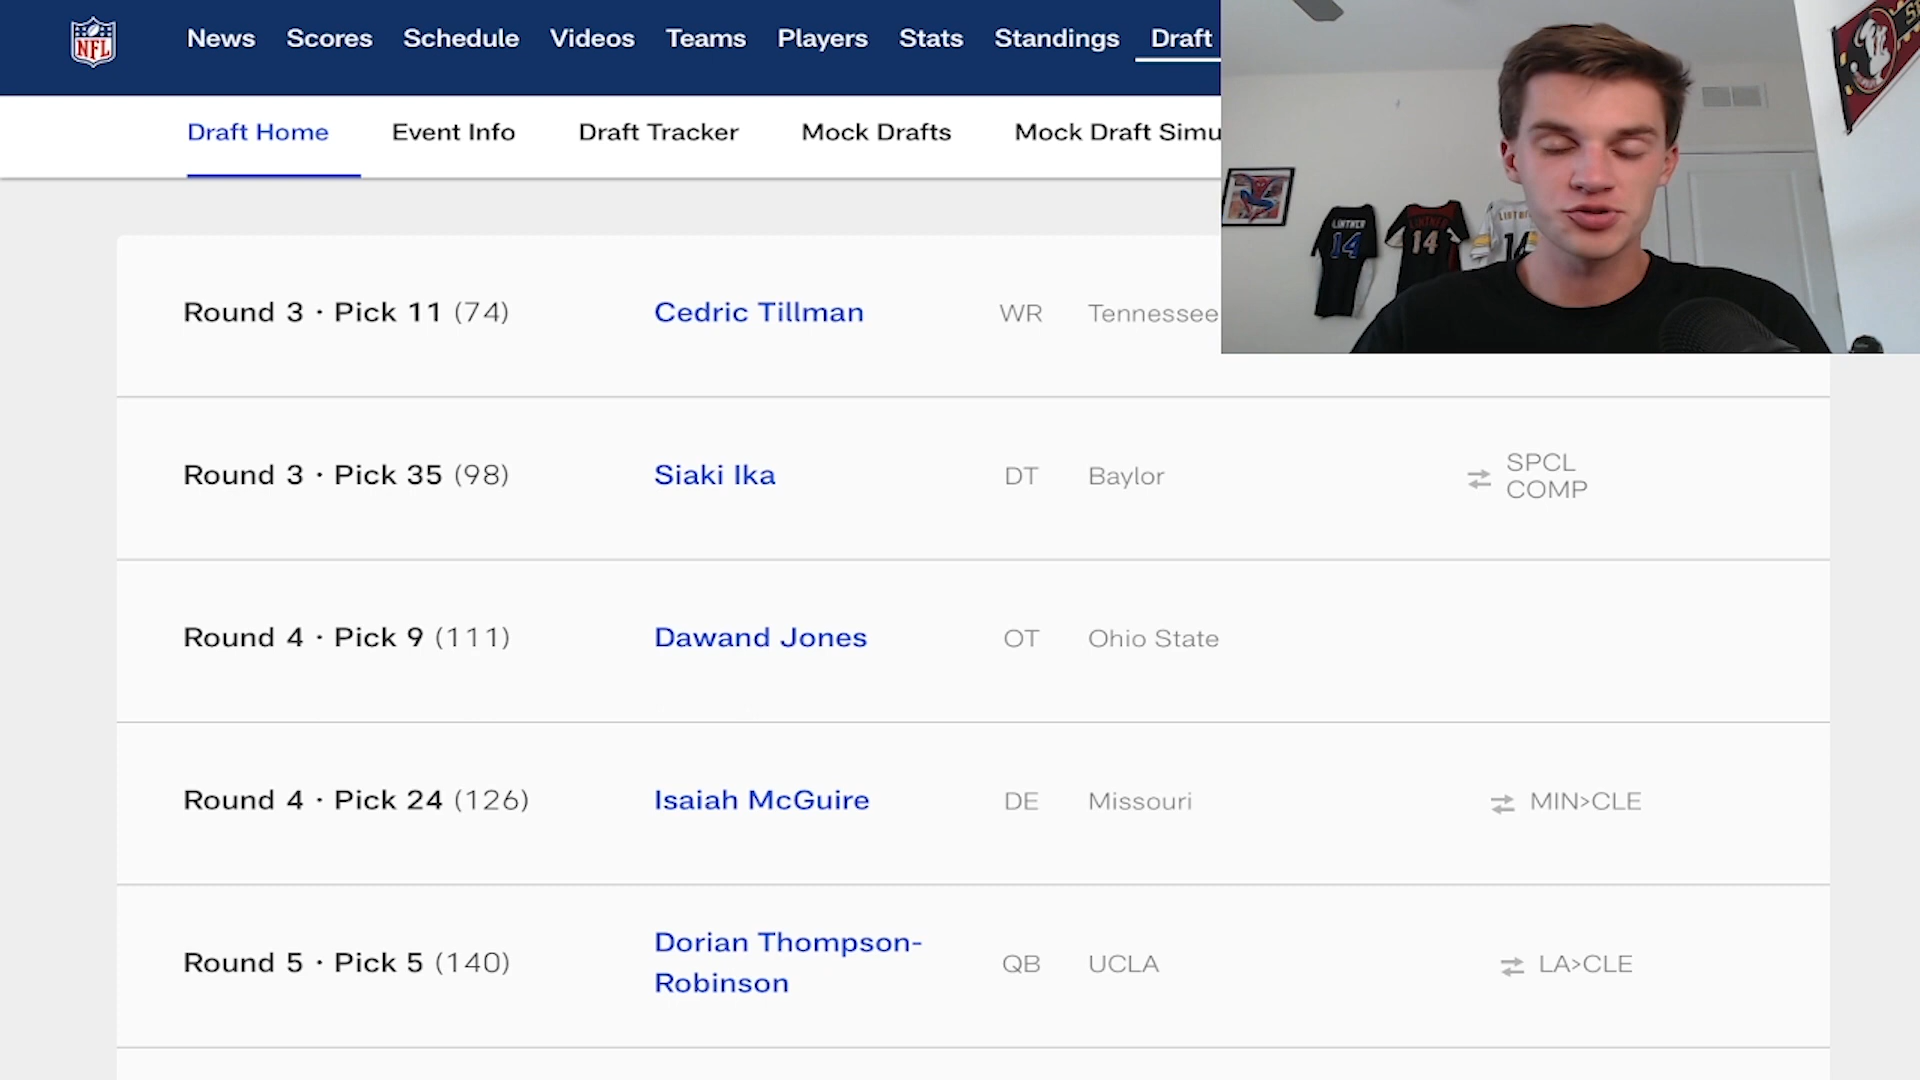 NFL
News Scores Schedule Videos Teams Players Stats Standings Draft
Draft Home Event Info Draft Tracker Mock Drafts Mock Draft Simu
Round 3 · Pick 11 (74) Cedric Tillman WR Tennessee
Round 3 · Pick 35 (98) Siaki Ika DT Baylor SPCL
COMP
Round 4 · Pick 9 (111) Dawand Jones OT Ohio State
Round 4 · Pick 24 (126) Isaiah McGuire DE Missouri MIN>CLE
Round 5 · Pick 5 (140) Dorian Thompson-
Robinson QB UCLA LA>CLE
LINTNER
14
LINTNER
14
14